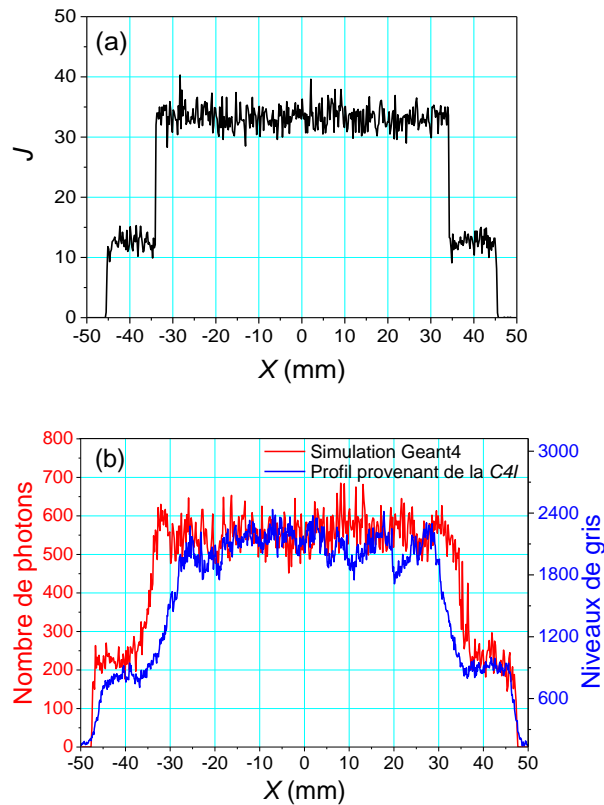 (a)
50
40
30
20
10
0
J
-50 -40 -30 -20 -10 0 10 20 30 40 50
X (mm)
(b)
Simulation Geant4
Profil provenant de la C4I
800
700
600
500
400
300
200
100
0
Nombre de photons
3000
2400
1800
1200
600
Niveaux de gris
-50 -40 -30 -20 -10 0 10 20 30 40 50
X (mm)